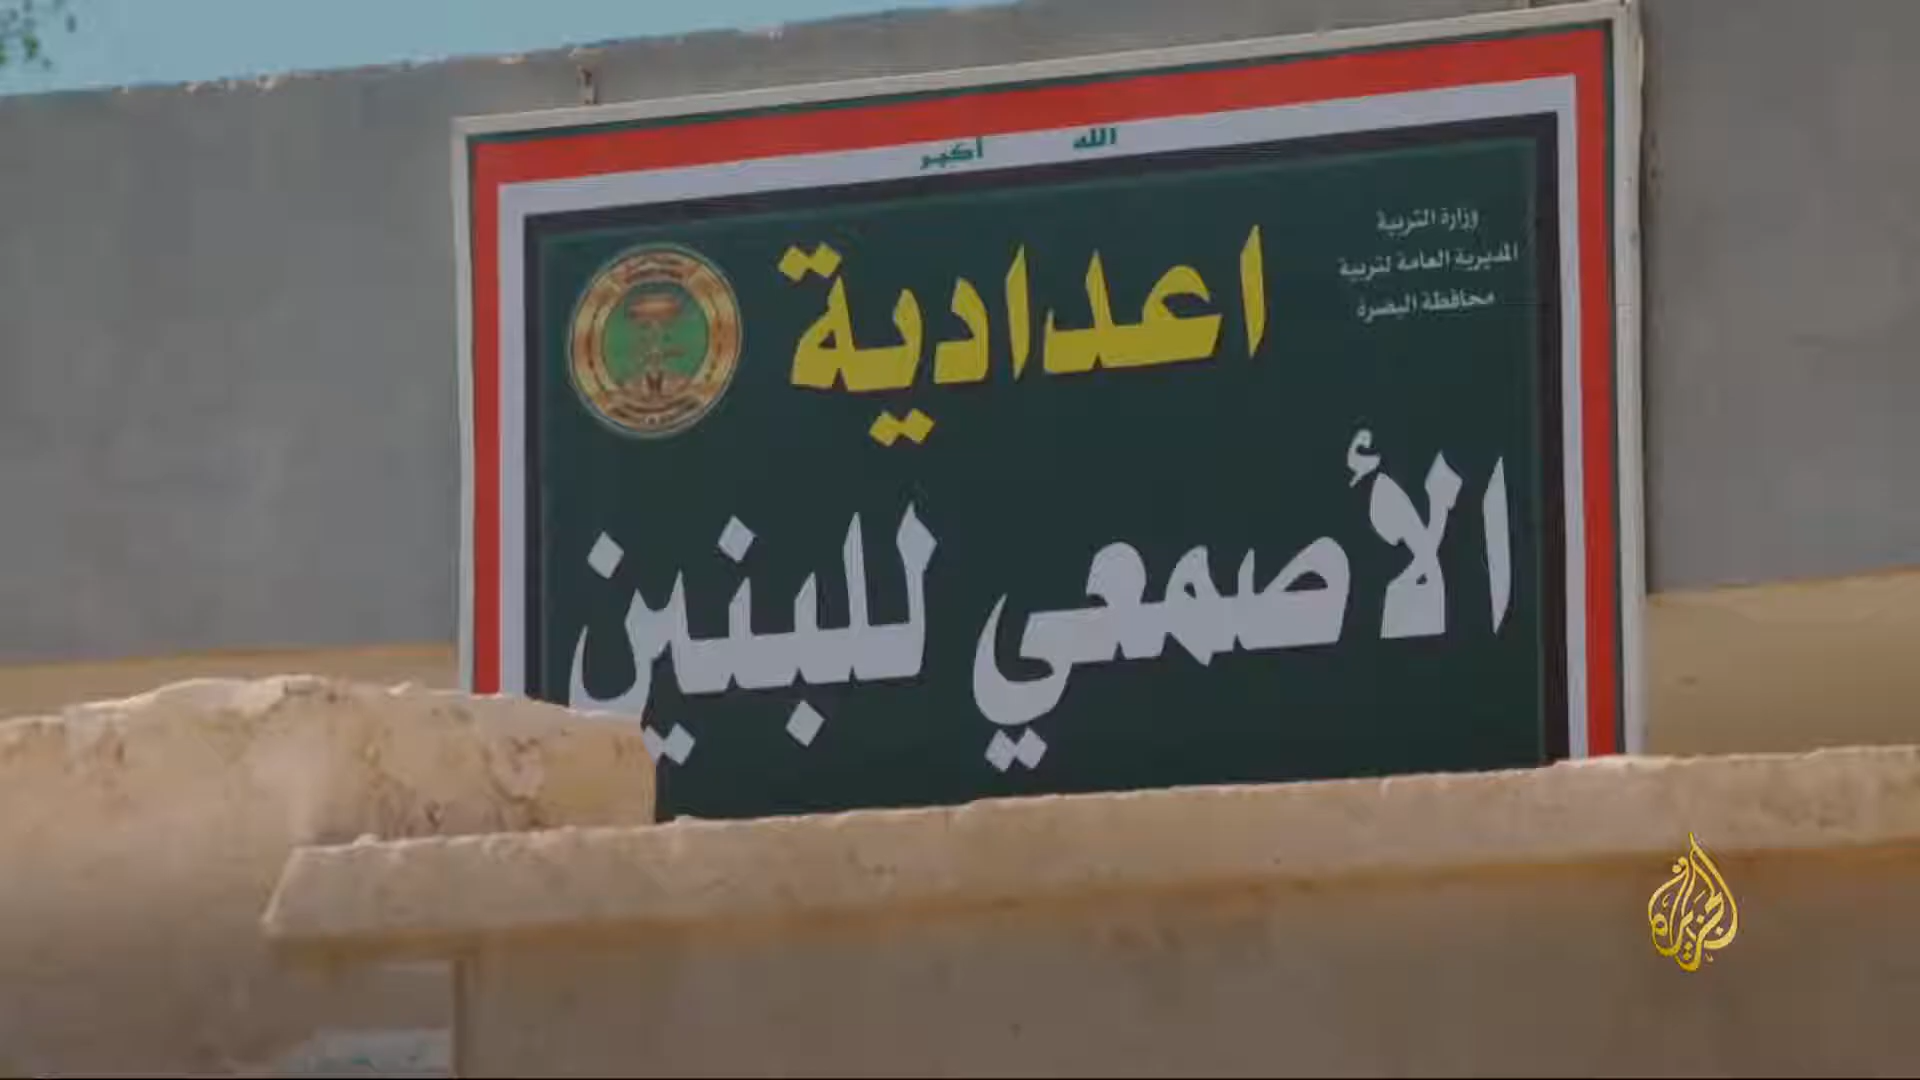 الله أكبر
وزارة التربية
المديرية العامة لتربية
محافظة البصرة
اعدادية
الأصمعي للبنين
الجزيرة